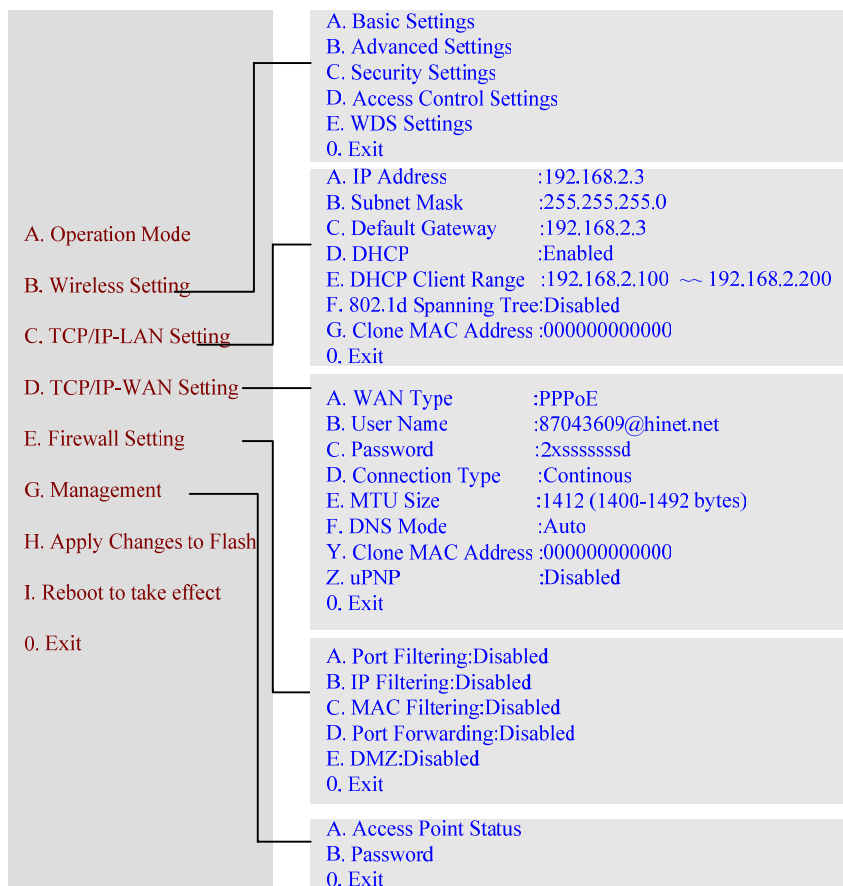 A. Operation Mode
B. Wireless Setting
C. TCP/IP-LAN Setting
D. TCP/IP-WAN Setting
E. Firewall Setting
G. Management
H. Apply Changes to Flash
I. Reboot to take effect
0. Exit
A. Basic Settings
B. Advanced Settings
C. Security Settings
D. Access Control Settings
E. WDS Settings
0. Exit
A. IP Address :192.168.2.3
B. Subnet Mask :255.255.255.0
C. Default Gateway :192.168.2.3
D. DHCP :Enabled
E. DHCP Client Range :192.168.2.100 ~~ 192.168.2.200
F. 802.1d Spanning Tree:Disabled
G. Clone MAC Address :000000000000
0. Exit
A. WAN Type :PPPoE
B. User Name :87043609@hinet.net
C. Password :2xsssssssd
D. Connection Type :Continous
E. MTU Size :1412 (1400-1492 bytes)
F. DNS Mode :Auto
Y. Clone MAC Address :000000000000
Z. uPNP :Disabled
0. Exit
A. Port Filtering:Disabled
B. IP Filtering:Disabled
C. MAC Filtering:Disabled
D. Port Forwarding:Disabled
E. DMZ:Disabled
0. Exit
A. Access Point Status
B. Password
0. Exit